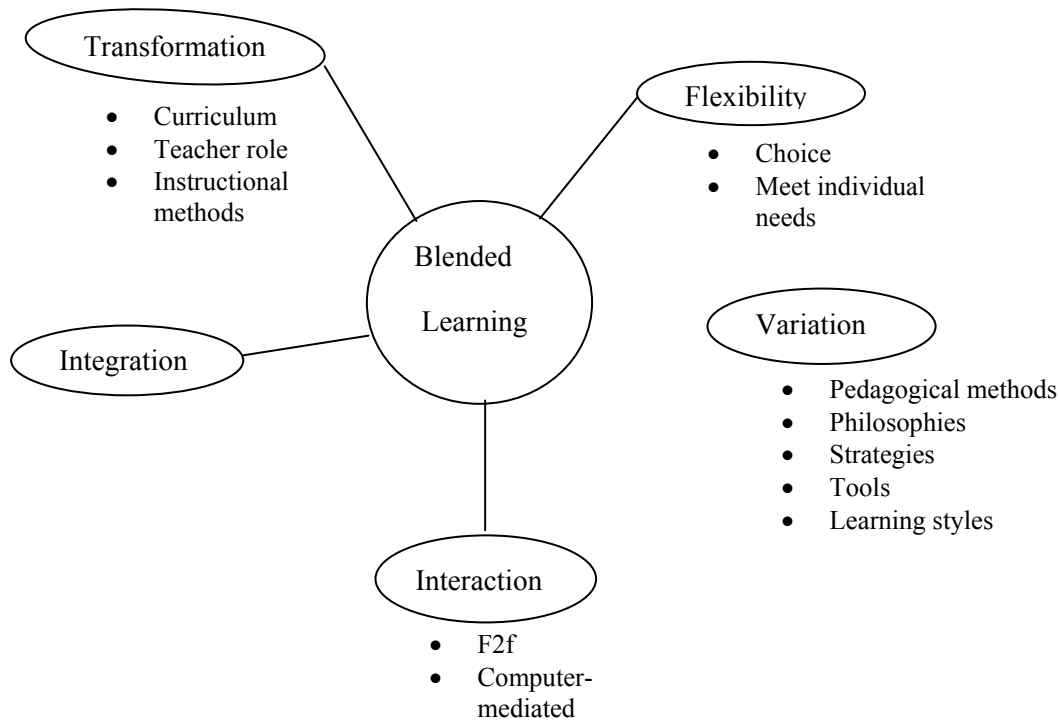 Transformation
• Curriculum
• Teacher role
• Instructional
methods
Flexibility
• Choice
• Meet individual
needs
Blended
Learning
Variation
• Pedagogical methods
• Philosophies
• Strategies
• Tools
• Learning styles
Integration
Interaction
• F2f
• Computer-
mediated